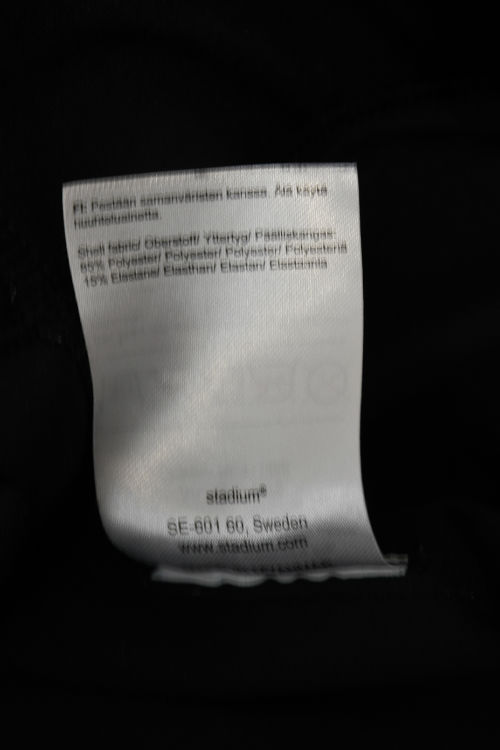 FI: Pestään samanväristen kanssa. Älä käytä
huuhteluainetta.
Shell fabric/ Oberstoff/ Yttertyg/ Päällikangas:
85% Polyester/ Polyester/ Polyester/ Polyesteriä
15% Elastane/ Elasthan/ Elastan/ Elastaania
stadium®
SE-601 60, Sweden
www.stadium.com